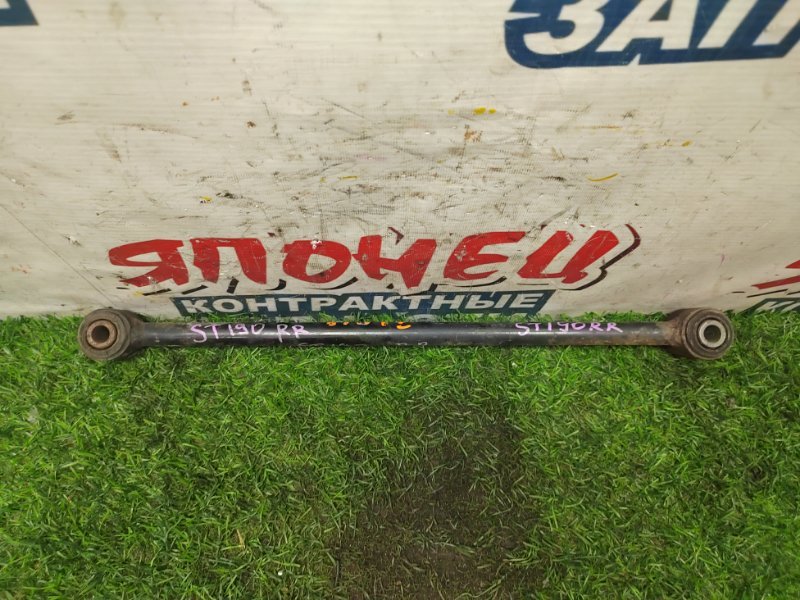 ЗАП
ЯПОНЕЦ
КОНТРАКТНЫЕ
ST190 RR
ST190RR